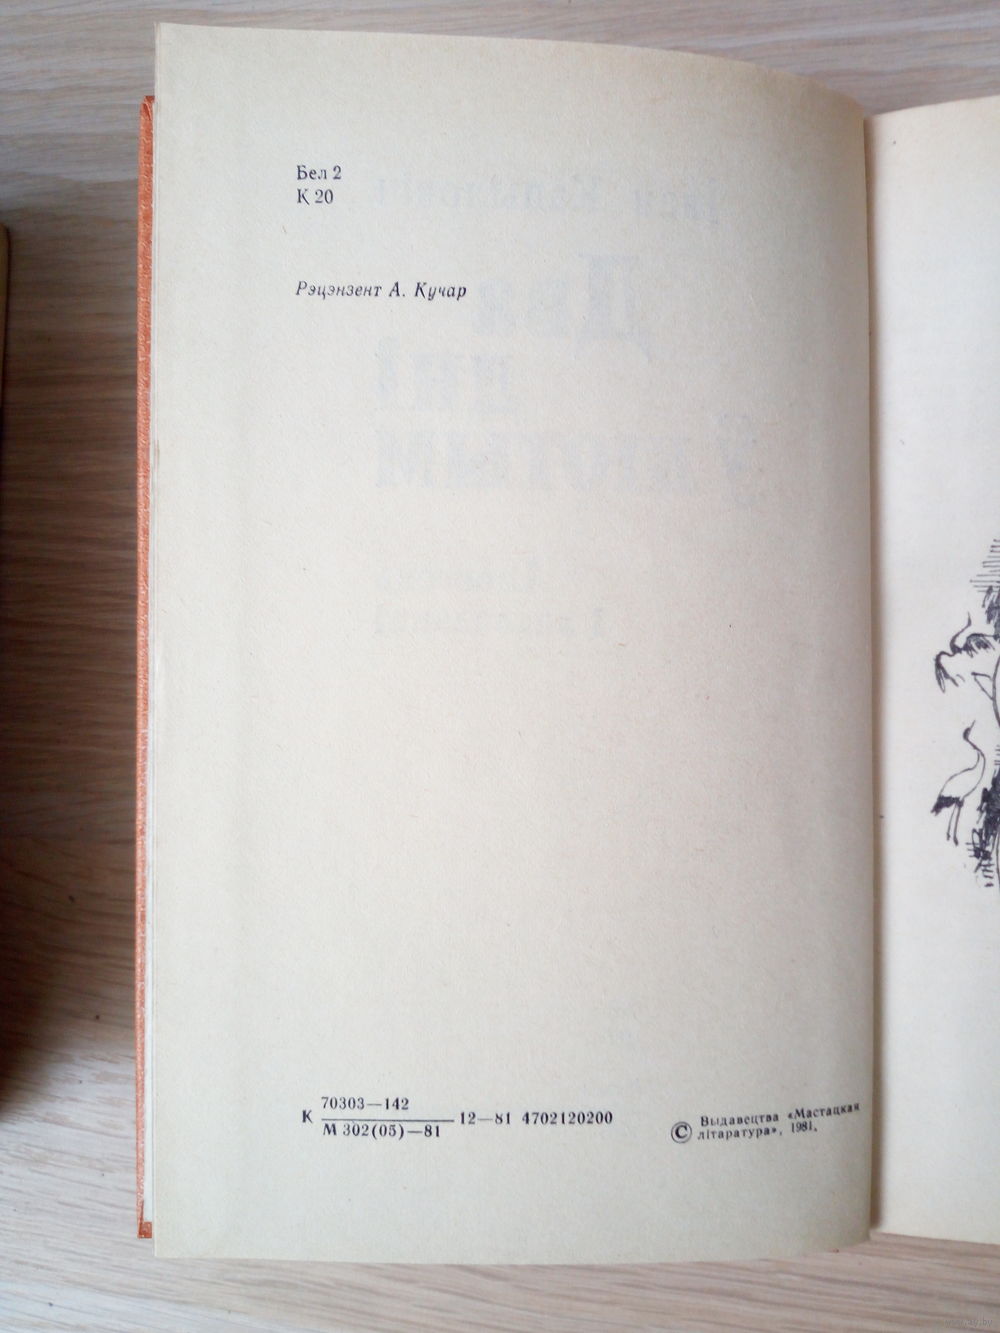 Бел 2
К 20
Рэцэнзент А. Кучар
К 70303—142 12—81 4702120200
М 302(05)—81
© Выдавецтва «Мастацкая
літаратура», 1981.